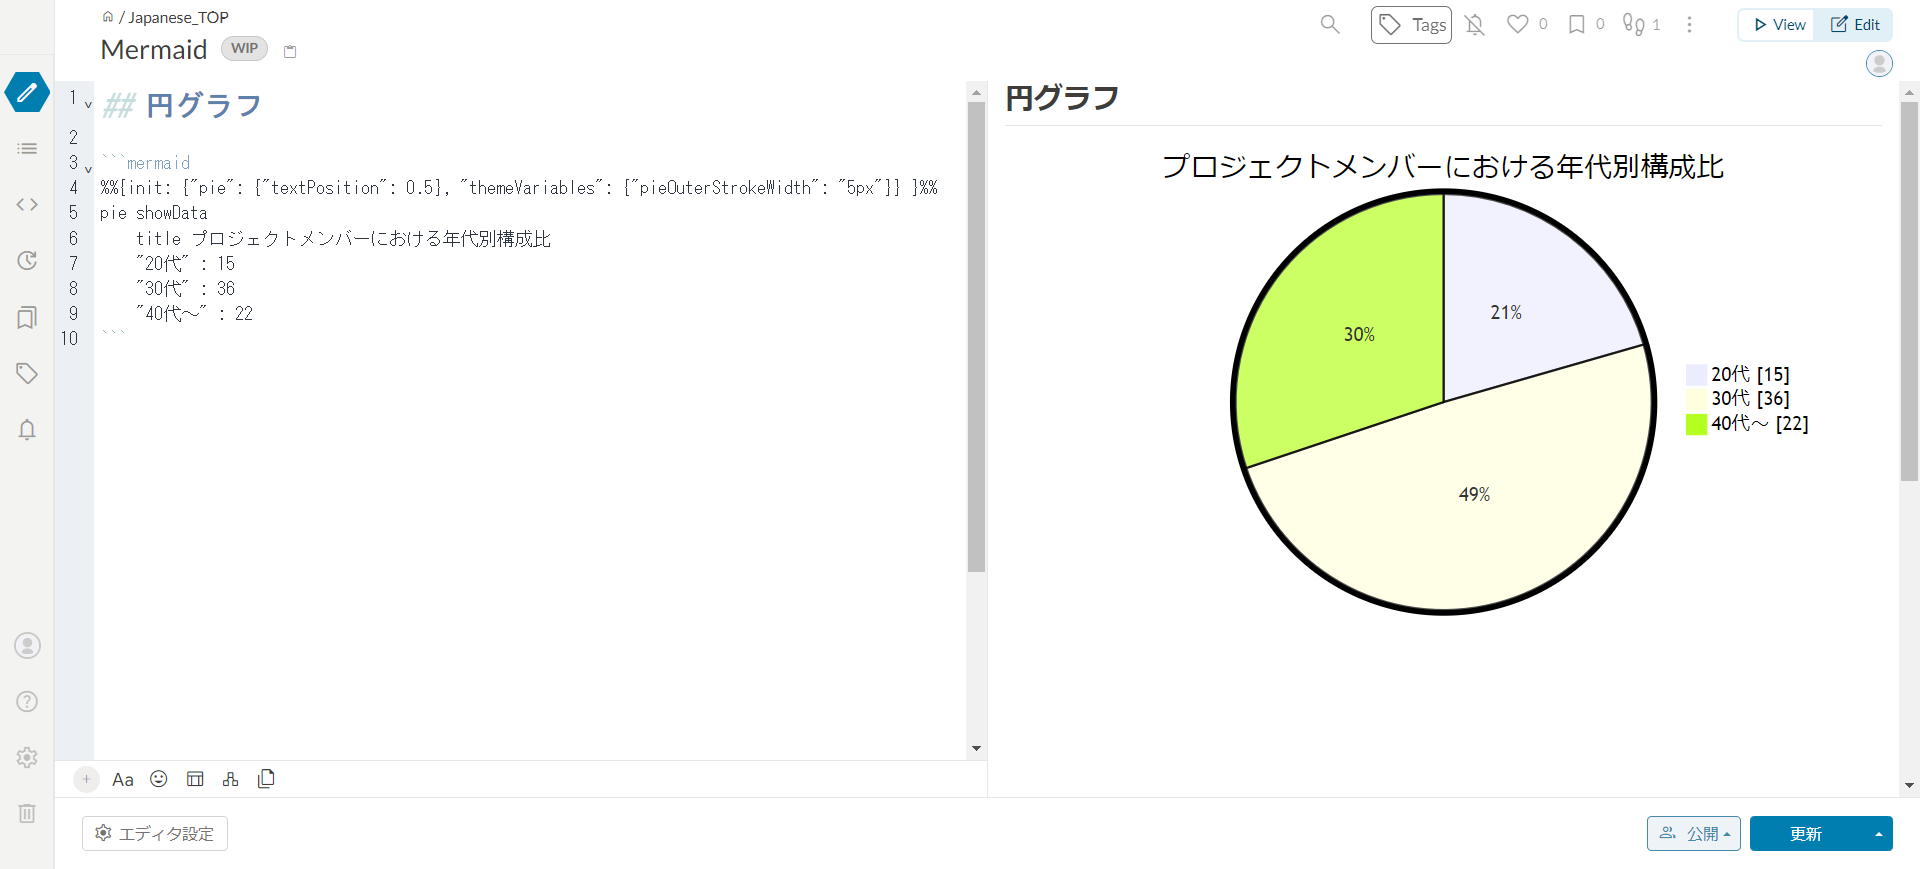 / Japanese_TOP
Mermaid WIP
Tags 0 0 1 View Edit
1 ## 円グラフ
2
3 ```mermaid
4 %%[init: {"pie": {"textPosition": 0.5}, "themeVariables": {"pieOuterStrokeWidth": "5px"}} ]%%
5 pie showData
6 title プロジェクトメンバーにおける年代別構成比
7 "20代" : 15
8 "30代" : 36
9 "40代～" : 22
10 ```
円グラフ
プロジェクトメンバーにおける年代別構成比
21%
30%
49%
20代 [15]
30代 [36]
40代～ [22]
+ Aa
エディタ設定
公開
更新